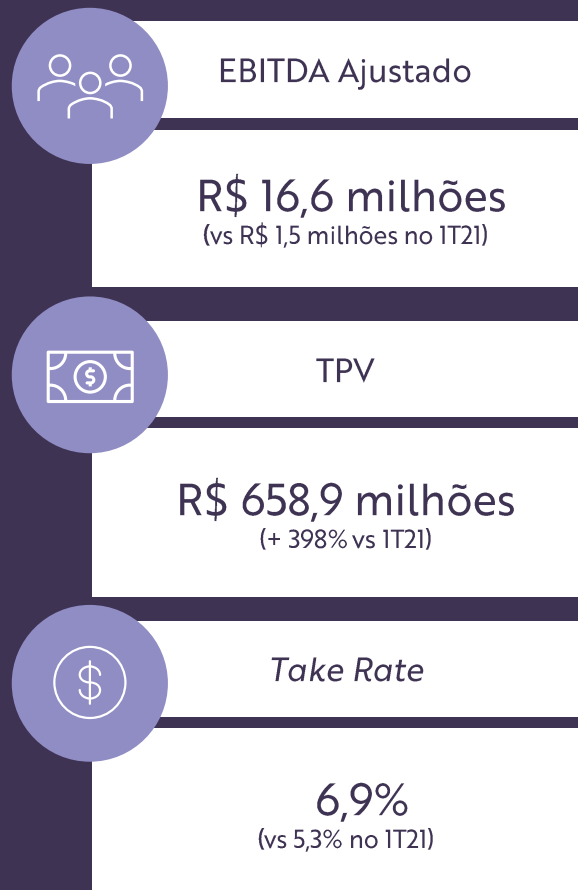 EBITDA Ajustado
R$ 16,6 milhões
(vs R$ 1,5 milhões no 1T21)
$
TPV
R$ 658,9 milhões
(+ 398% vs 1T21)
$
Take Rate
6,9%
(vs 5,3% no 1T21)